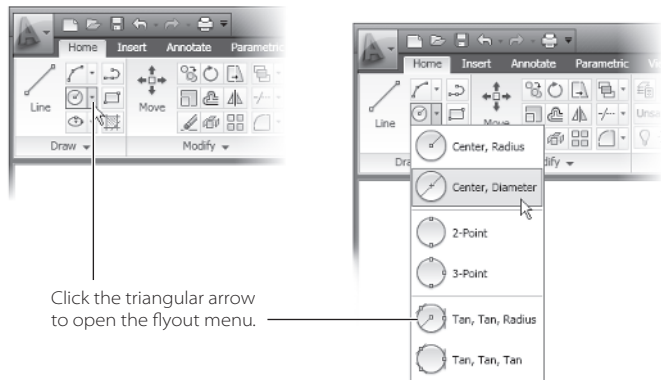 Home Insert Annotate Parametric
Line
Move
Draw
Modify
Home Insert Annotate Parametric
Line
Move
Modify
Center, Radius
Center, Diameter
2-Point
3-Point
Tan, Tan, Radius
Tan, Tan, Tan
Click the triangular arrow
to open the flyout menu.